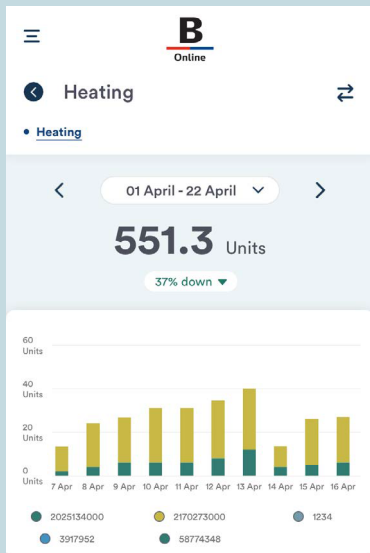 B
Online
Heating
Heating
01 April - 22 April
551.3 Units
37% down
60
Units
40
Units
20
Units
0
Units
7 Apr 8 Apr 9 Apr 10 Apr 11 Apr 12 Apr 13 Apr 14 Apr 15 Apr 16 Apr
2025134000 2170273000 1234
3917952 58774348